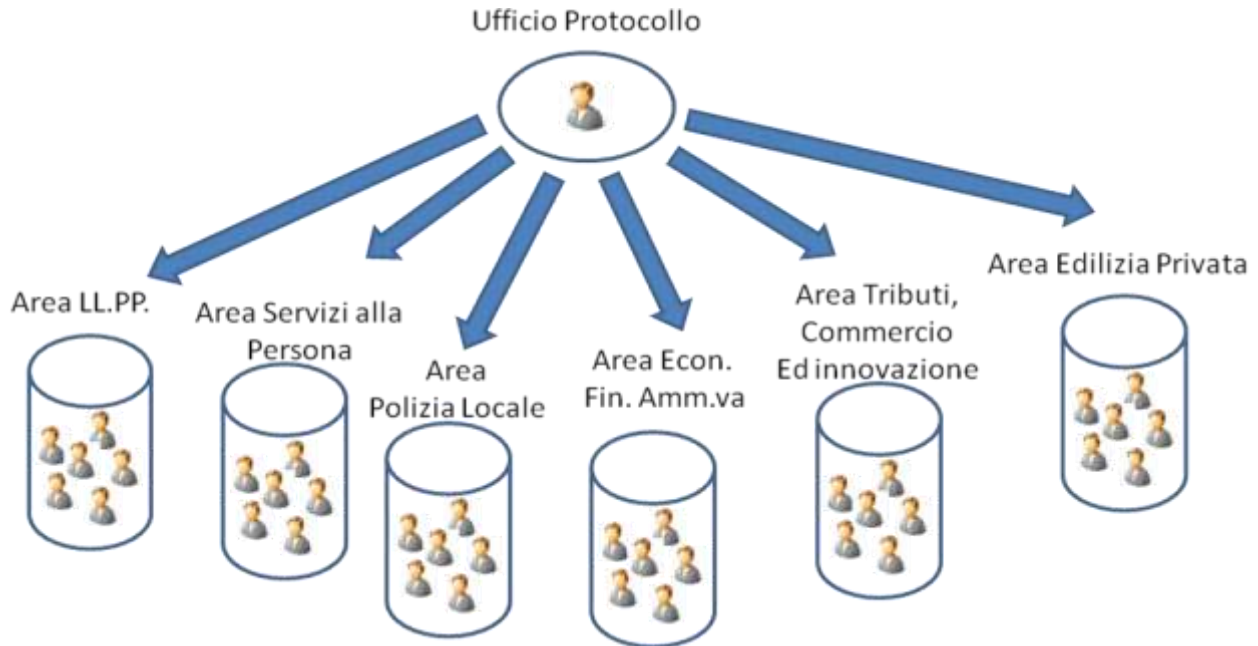 Ufficio Protocollo
Area LL.PP.
Area Servizi alla
Persona
Area
Polizia Locale
Area Econ.
Fin. Amm.va
Area Tributi,
Commercio
Ed innovazione
Area Edilizia Privata